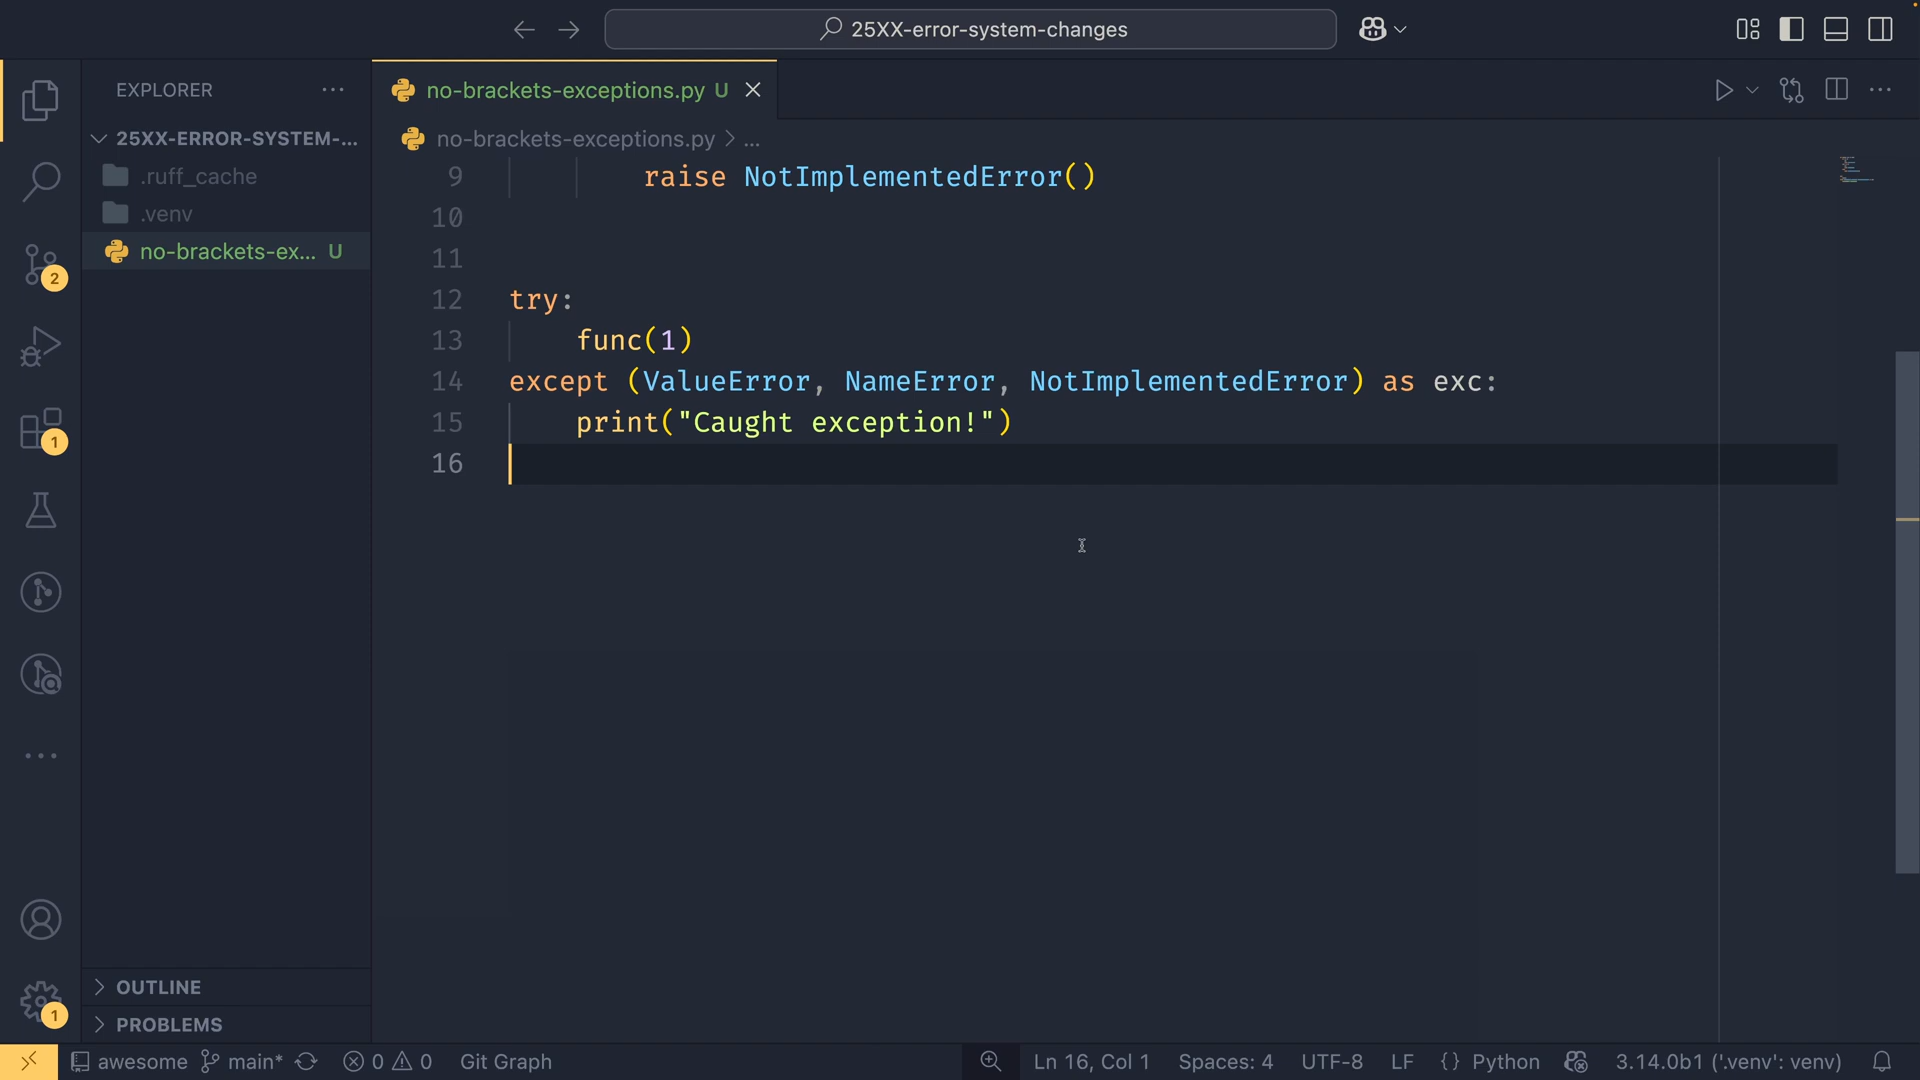 25XX-error-system-changes
EXPLORER
25XX-ERROR-SYSTEM-...
.ruff_cache
.venv
no-brackets-ex... U
OUTLINE
PROBLEMS
2
1
1
no-brackets-exceptions.py U
no-brackets-exceptions.py > ...
9 raise NotImplementedError()
10
11
12 try:
13 func(1)
14 except (ValueError, NameError, NotImplementedError) as exc:
15 print("Caught exception!")
16
awesome main* 0 0 Git Graph Ln 16, Col 1 Spaces: 4 UTF-8 LF {} Python 3.14.0b1 ('.venv': venv)